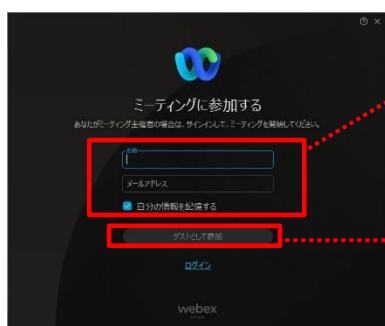 ミーティングに参加する
あなたがミーティング主催者の場合は、サインインして、ミーティングを開始してください。
名前
メールアドレス
自分の情報を記憶する
ゲストとして参加
ログイン
webex